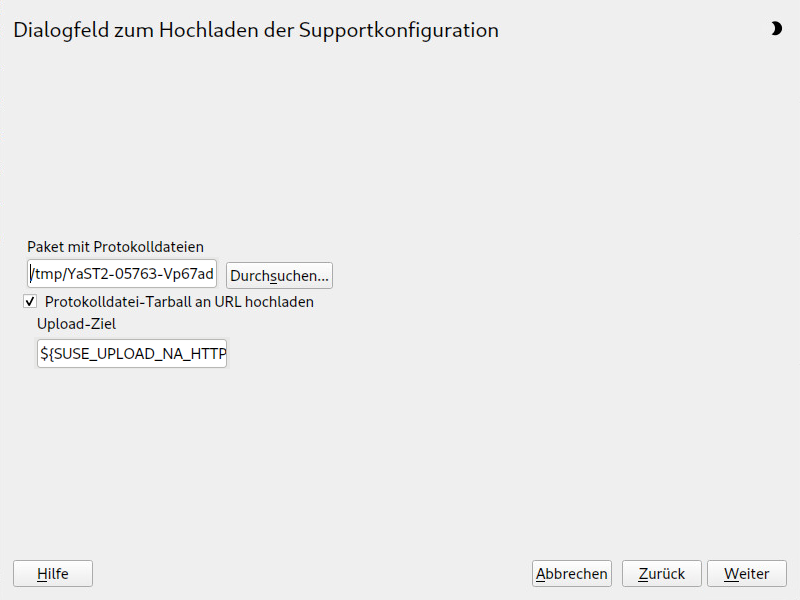 Dialogfeld zum Hochladen der Supportkonfiguration
Paket mit Protokolldateien
/tmp/YaST2-05763-Vp67ad
Durchsuchen...
Protokolldatei-Tarball an URL hochladen
Upload-Ziel
${SUSE_UPLOAD_NA_HTTP
Hilfe
Abbrechen
Zurück
Weiter